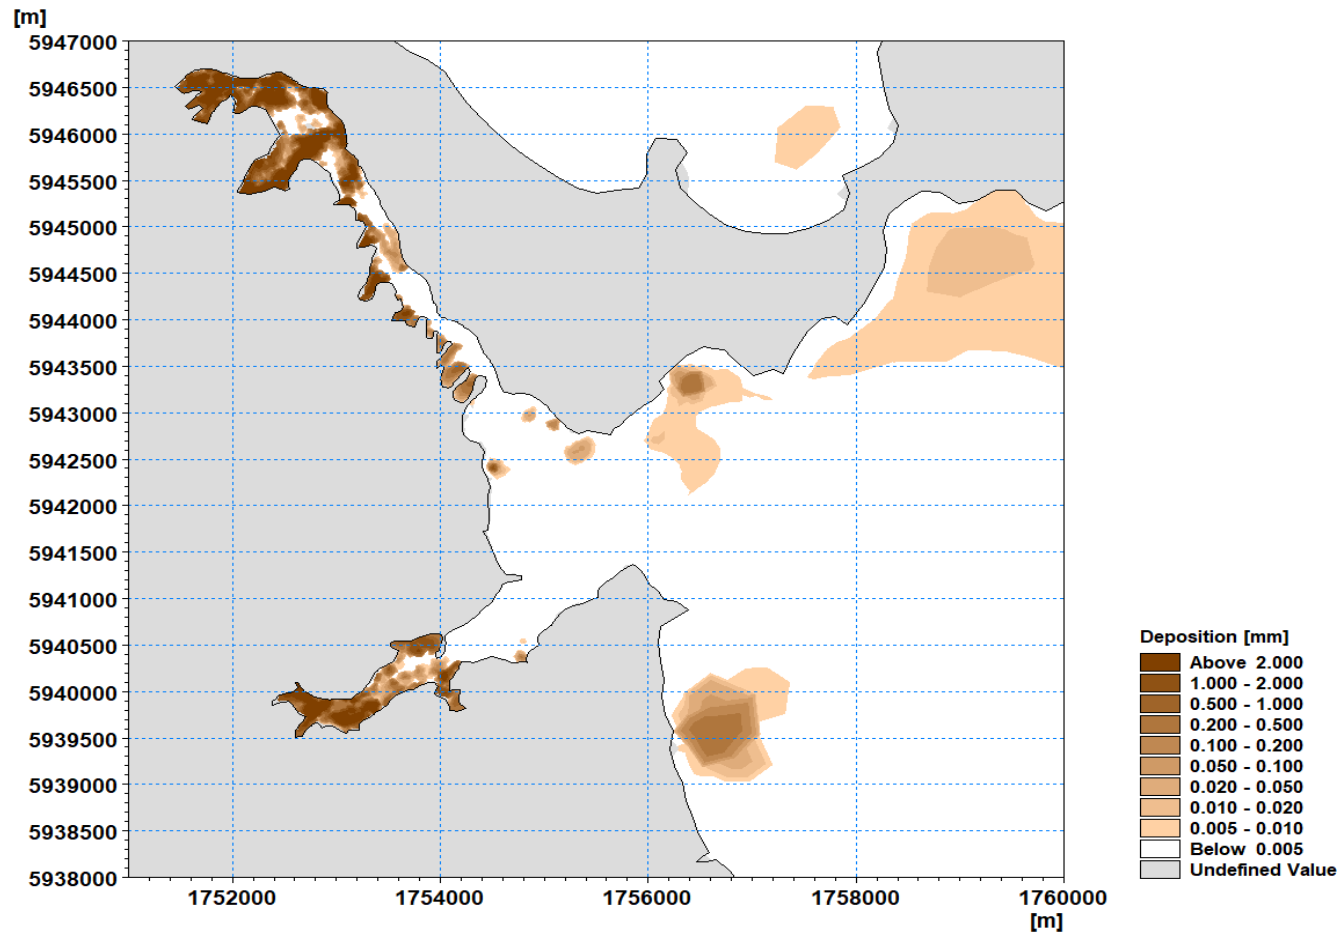 [m]
5947000
5946500
5946000
5945500
5945000
5944500
5944000
5943500
5943000
5942500
5942000
5941500
5941000
5940500
5940000
5939500
5939000
5938500
5938000
1752000 1754000 1756000 1758000 1760000
[m]
Deposition [mm]
Above 2.000
1.000 - 2.000
0.500 - 1.000
0.200 - 0.500
0.100 - 0.200
0.050 - 0.100
0.020 - 0.050
0.010 - 0.020
0.005 - 0.010
Below 0.005
Undefined Value